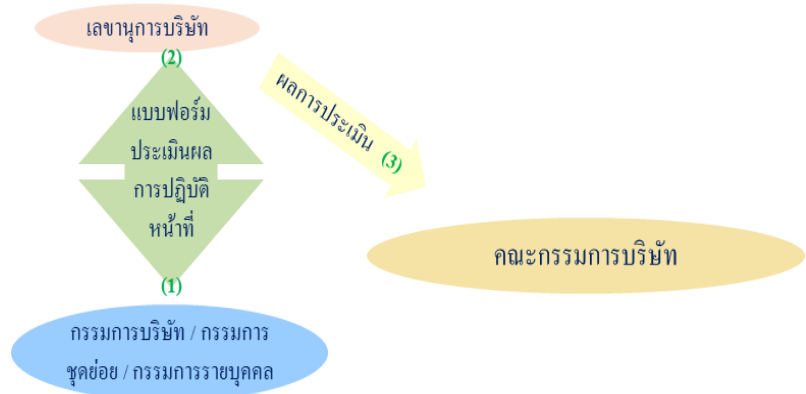 เลขานุการบริษัท
(2)
แบบฟอร์ม
ประเมินผล
การปฏิบัติ
หน้าที่
(1)
ผลการประเมิน (3)
คณะกรรมการบริษัท
กรรมการบริษัท / กรรมการ
ชุดย่อย / กรรมการรายบุคคล